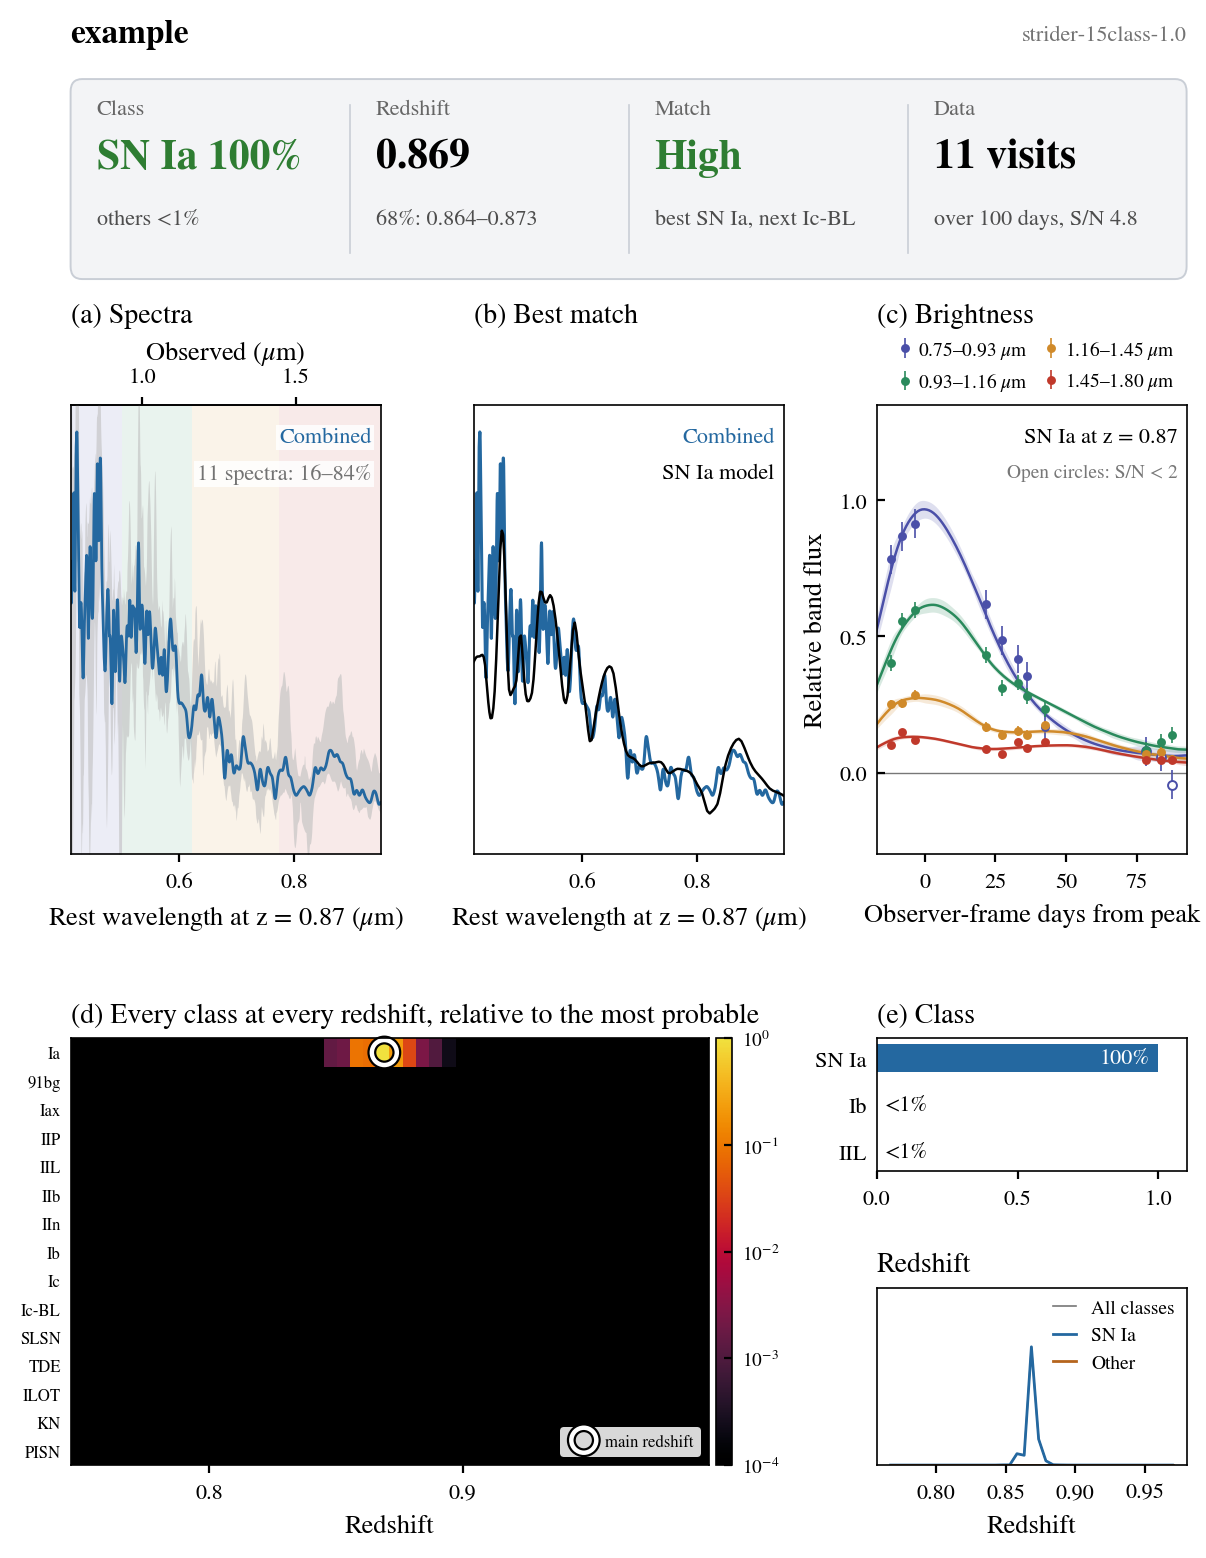 example
strider-15class-1.0
Class
SN Ia 100%
others <1%
Redshift
0.869
68%: 0.864–0.873
Match
High
best SN Ia, next Ic-BL
Data
11 visits
over 100 days, S/N 4.8
(a) Spectra
Observed (μm)
1.0 1.5
Combined
11 spectra: 16–84%
0.6 0.8
Rest wavelength at z = 0.87 (μm)
(b) Best match
Combined
SN Ia model
0.6 0.8
Rest wavelength at z = 0.87 (μm)
(c) Brightness
0.75–0.93 μm
1.16–1.45 μm
0.93–1.16 μm
1.45–1.80 μm
SN Ia at z = 0.87
Open circles: S/N < 2
Relative band flux
1.0
0.5
0.0
0 25 50 75
Observer-frame days from peak
(d) Every class at every redshift, relative to the most probable
Ia
91bg
Iax
IIP
IIL
IIb
IIn
Ib
Ic
Ic-BL
SLSN
TDE
ILOT
KN
PISN
main redshift
0.8 0.9
Redshift
10⁰
10⁻¹
10⁻²
10⁻³
10⁻⁴
(e) Class
SN Ia 100%
Ib <1%
IIL <1%
0.0 0.5 1.0
Redshift
All classes
SN Ia
Other
0.80 0.85 0.90 0.95
Redshift